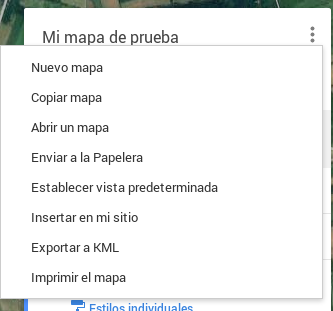 Mi mapa de prueba
Nuevo mapa
Copiar mapa
Abrir un mapa
Enviar a la Papelera
Establecer vista predeterminada
Insertar en mi sitio
Exportar a KML
Imprimir el mapa
Estilos individuales